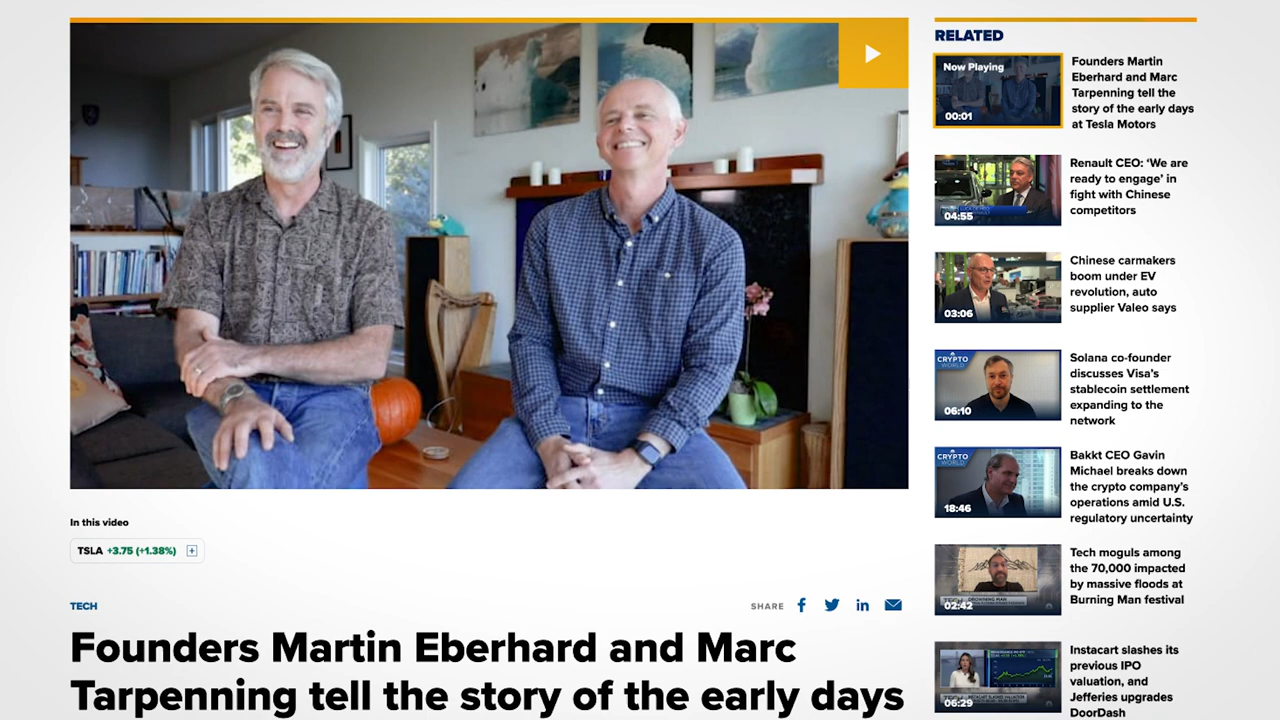 In this video
TSLA +3.75 (+1.38%)
TECH
SHARE
Founders Martin Eberhard and Marc
Tarpenning tell the story of the early days
RELATED
Now Playing
00:01
Founders Martin
Eberhard and Marc
Tarpenning tell the
story of the early days
at Tesla Motors
04:55
Renault CEO: ‘We are
ready to engage’ in
fight with Chinese
competitors
03:06
Chinese carmakers
boom under EV
revolution, auto
supplier Valeo says
CRYPTO
WORLD
06:10
Solana co-founder
discusses Visa’s
stablecoin settlement
expanding to the
network
CRYPTO
WORLD
18:46
Bakkt CEO Gavin
Michael breaks down
the crypto company’s
operations amid U.S.
regulatory uncertainty
DROWNING MAN
02:42
Tech moguls among
the 70,000 impacted
by massive floods at
Burning Man festival
06:29
Instacart slashes its
previous IPO
valuation, and
Jefferies upgrades
DoorDash